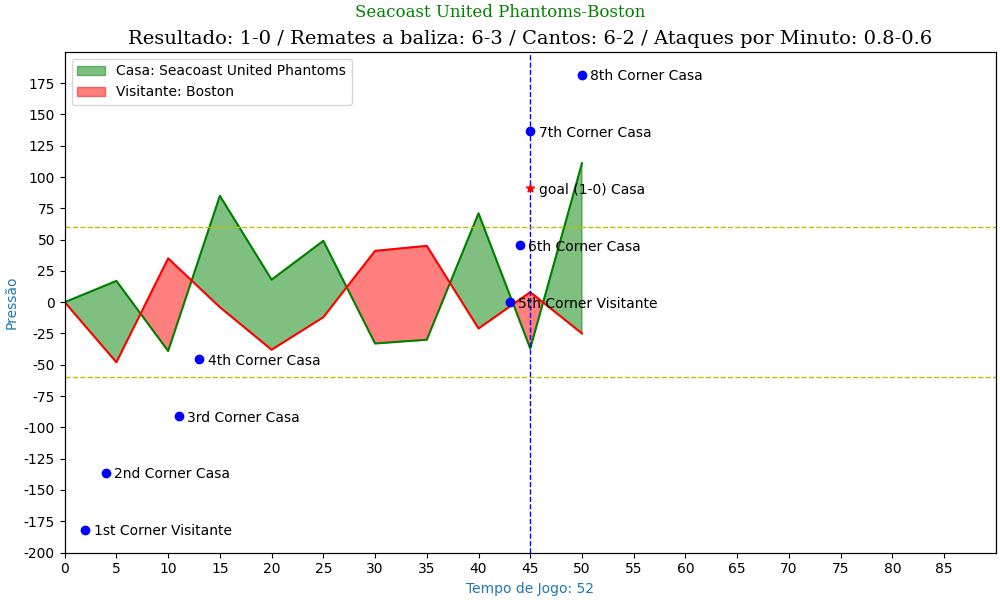 Seacoast United Phantoms-Boston
Resultado: 1-0 / Remates a baliza: 6-3 / Cantos: 6-2 / Ataques por Minuto: 0.8-0.6
Casa: Seacoast United Phantoms
Visitante: Boston
8th Corner Casa
7th Corner Casa
goal (1-0) Casa
6th Corner Casa
5th Corner Visitante
4th Corner Casa
3rd Corner Casa
2nd Corner Casa
1st Corner Visitante
Pressão
175
150
125
100
75
50
25
0
-25
-50
-75
-100
-125
-150
-175
-200
0 5 10 15 20 25 30 35 40 45 50 55 60 65 70 75 80 85
Tempo de Jogo: 52